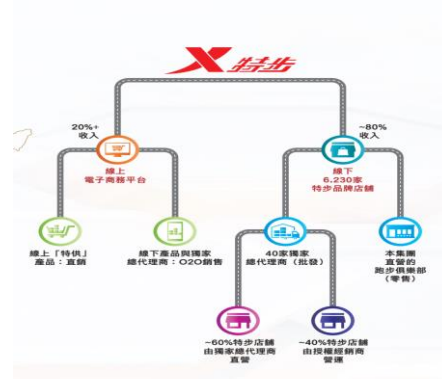 特步
20%+
收入
~80%
收入
線上
電子商務平台
線下
6,230家
特步品牌店舖
線上「特供」
產品：直銷
線下產品與獨家
總代理商：O2O銷售
40家獨家
總代理商（批發）
本集團
直營的
跑步俱樂部
（零售）
~60%特步店舖
由獨家總代理商
直營
~40%特步店舖
由授權經銷商
營運